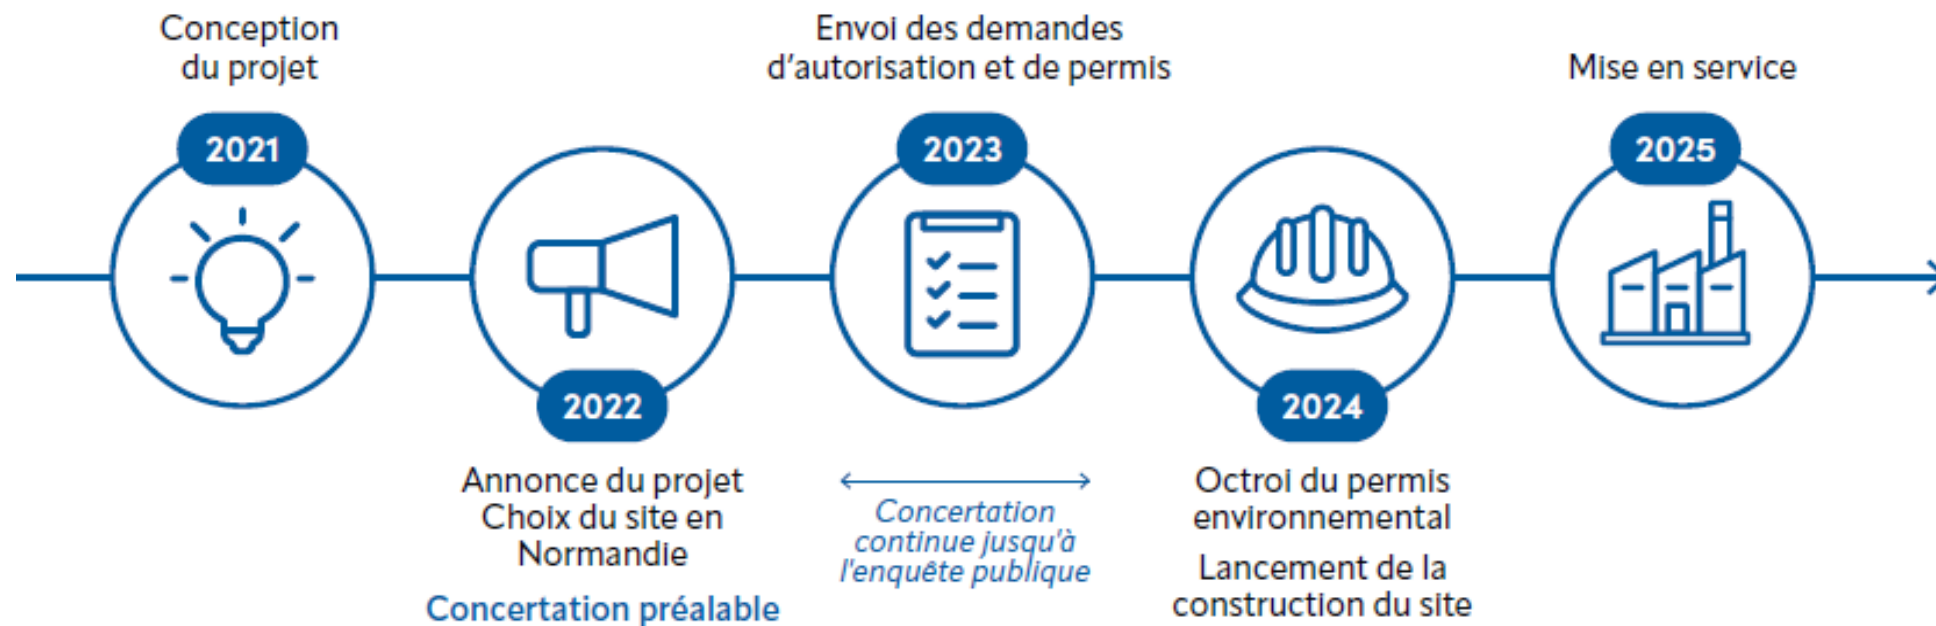 Conception
du projet
2021
2022
Annonce du projet
Choix du site en
Normandie
Concertation préalable
Envoi des demandes
d'autorisation et de permis
2023
Concertation
continue jusqu'à
l'enquête publique
2024
Octroi du permis
environnemental
Lancement de la
construction du site
Mise en service
2025